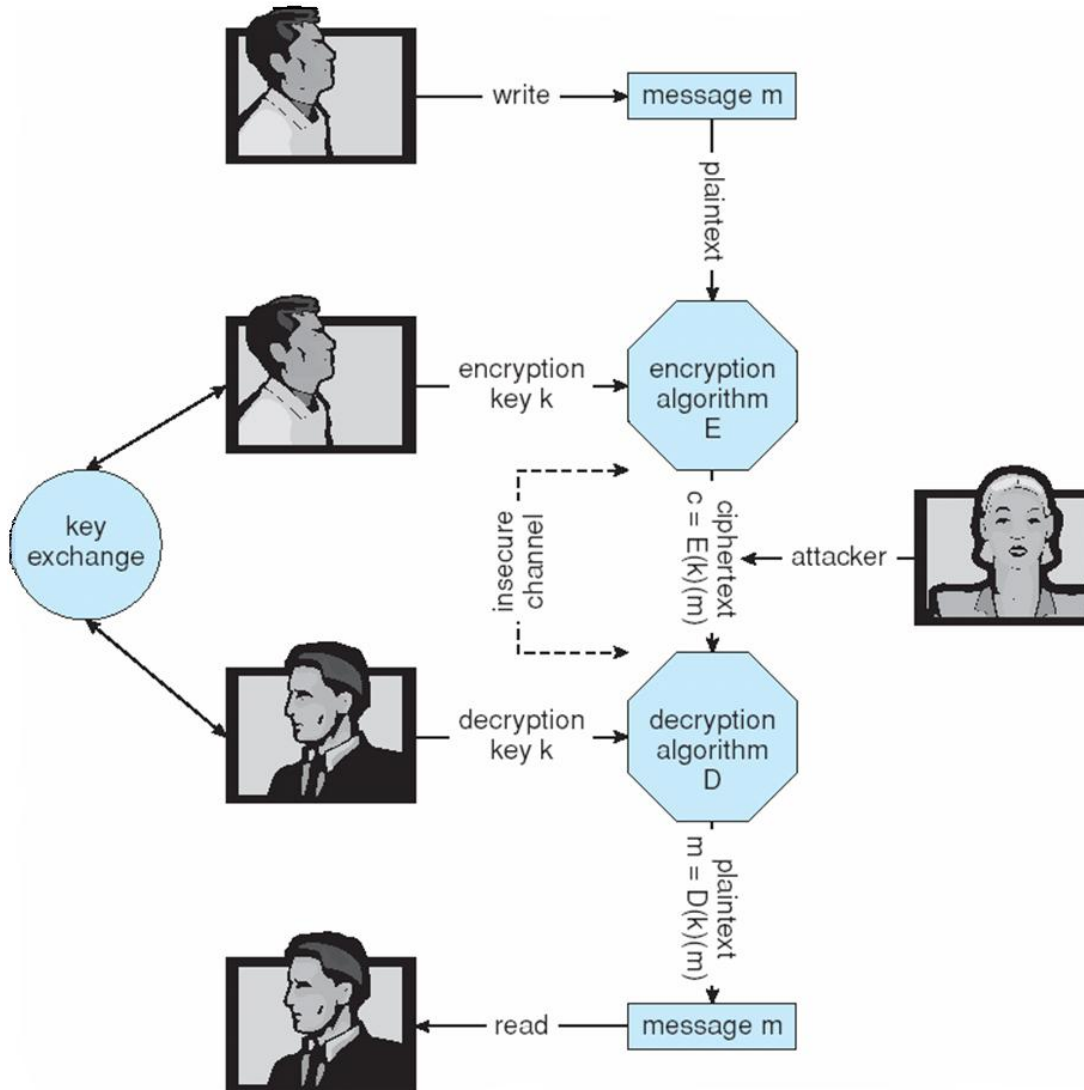 write
message m
plaintext
encryption
key k
encryption
algorithm
E
key
exchange
insecure
channel
ciphertext
c = E(k)(m)
attacker
decryption
key k
decryption
algorithm
D
plaintext
m = D(k)(m)
read
message m